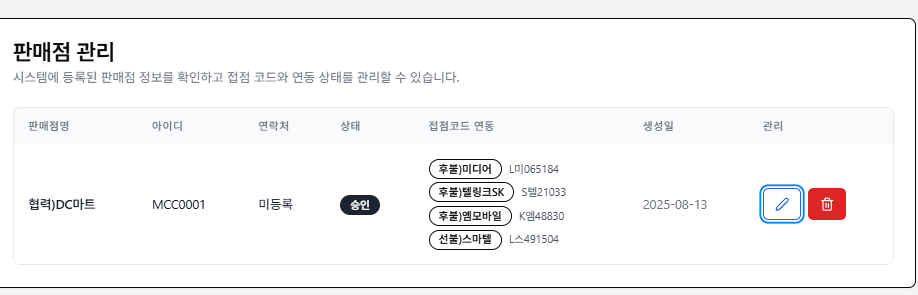 판매점 관리
시스템에 등록된 판매점 정보를 확인하고 접점 코드와 연동 상태를 관리할 수 있습니다.
판매점명 아이디 연락처 상태 접점코드 연동 생성일 관리
후불)미디어 L미065184
후불)텔링크SK S텔21033
협력)DC마트 MCC0001 미등록 승인 2025-08-13
후불)엠모바일 K엠48830
선불)스마텔 L스491504